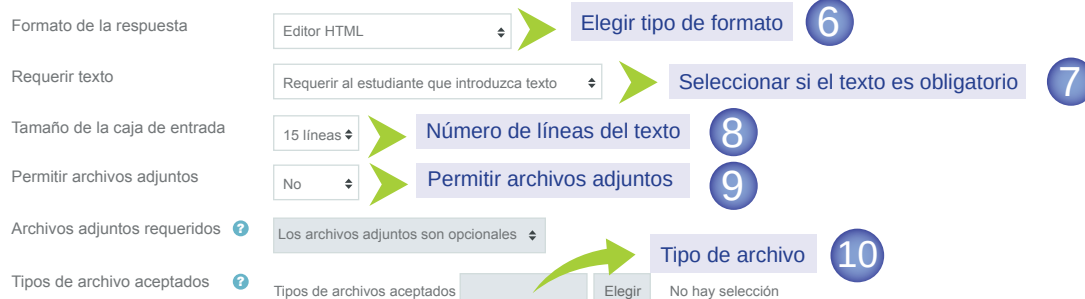 Formato de la respuesta Editor HTML Elegir tipo de formato 6
Requerir texto Requerir al estudiante que introduzca texto Seleccionar si el texto es obligatorio 7
Tamaño de la caja de entrada 15 líneas Número de líneas del texto 8
Permitir archivos adjuntos No Permitir archivos adjuntos 9
Archivos adjuntos requeridos ? Los archivos adjuntos son opcionales
Tipo de archivo 10
Tipos de archivo aceptados ? Tipos de archivos aceptados Elegir No hay selección